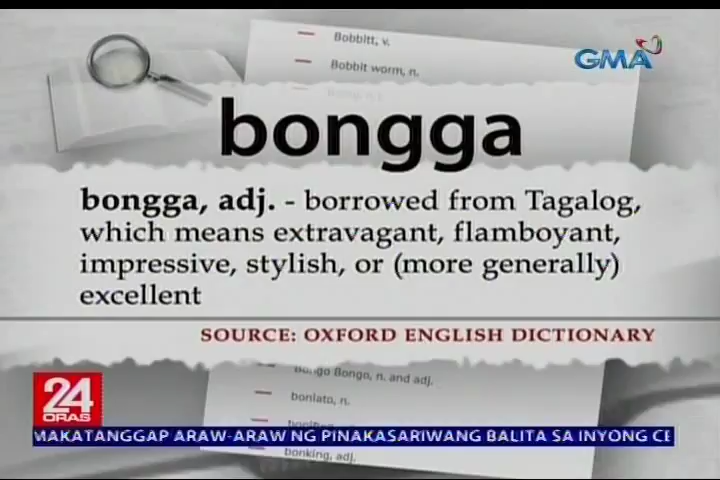 Bobbitt, v.
Bobbit worm, n.
GMA
bongga
bongga, adj. - borrowed from Tagalog,
which means extravagant, flamboyant,
impressive, stylish, or (more generally)
excellent
SOURCE: OXFORD ENGLISH DICTIONARY
Bongo Bongo, n. and adj.
bonlato, n.
bonking, adj.
24
ORAS
MAKATANGGAP ARAW-ARAW NG PINAKASARIWANG BALITA SA INYONG CE